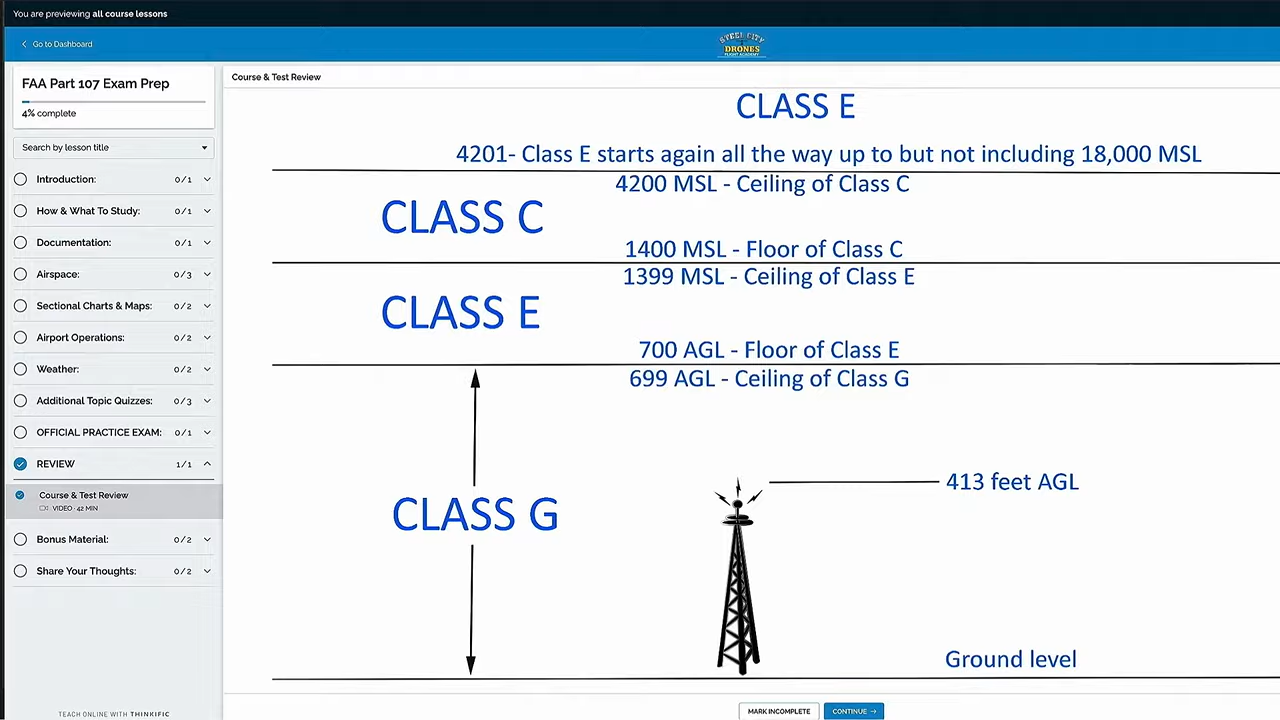 You are previewing all course lessons
Go to Dashboard
STEEL CITY
DRONES
FLIGHT ACADEMY
FAA Part 107 Exam Prep
4% complete
Search by lesson title
Introduction: 0/1
How & What To Study: 0/1
Documentation: 0/1
Airspace: 0/3
Sectional Charts & Maps: 0/2
Airport Operations: 0/2
Weather: 0/2
Additional Topic Quizzes: 0/3
OFFICIAL PRACTICE EXAM: 0/1
REVIEW 1/1
Course & Test Review
VIDEO · 42 MIN
Bonus Material: 0/2
Share Your Thoughts: 0/2
TEACH ONLINE WITH THINKIFIC
Course & Test Review
CLASS E
4201- Class E starts again all the way up to but not including 18,000 MSL
4200 MSL - Ceiling of Class C
CLASS C
1400 MSL - Floor of Class C
1399 MSL - Ceiling of Class E
CLASS E
700 AGL - Floor of Class E
699 AGL - Ceiling of Class G
413 feet AGL
CLASS G
Ground level
MARK INCOMPLETE
CONTINUE →